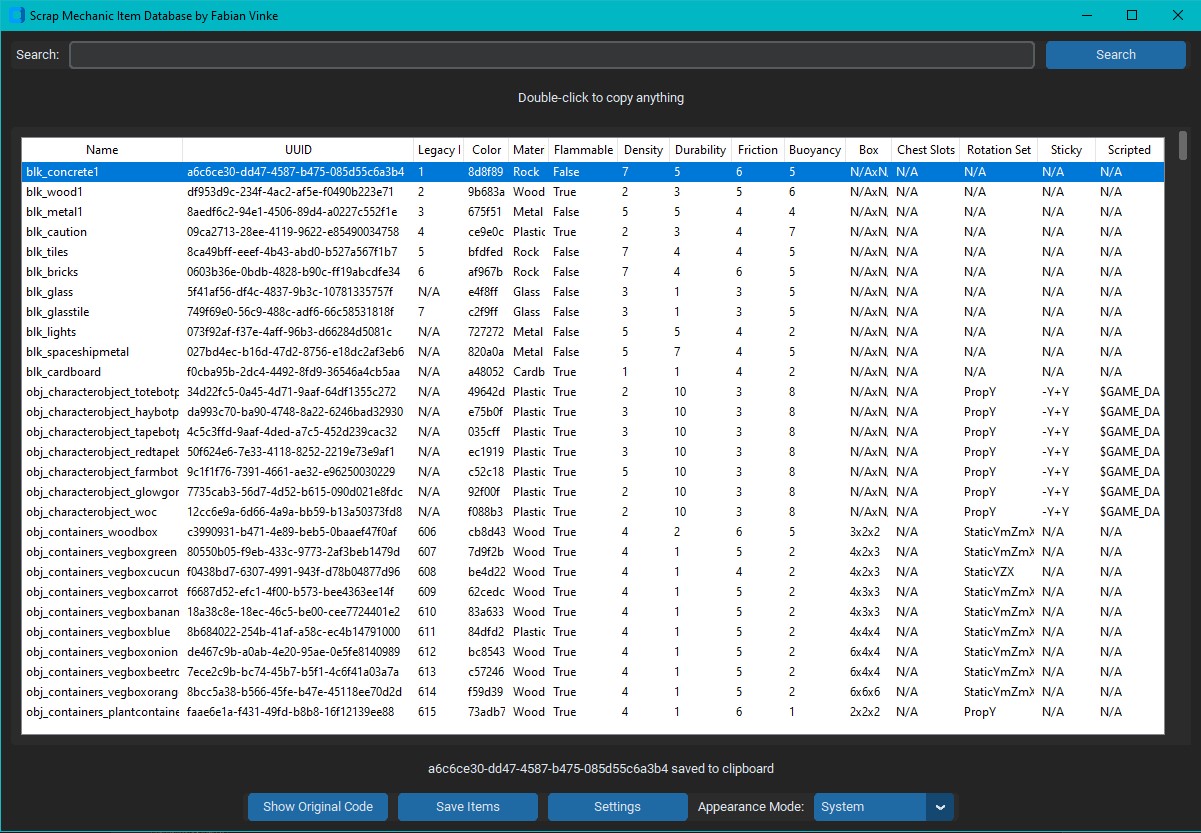 Scrap Mechanic Item Database by Fabian Vinke
Search: Search
Double-click to copy anything
Name UUID Legacy I Color Mater Flammable Density Durability Friction Buoyancy Box Chest Slots Rotation Set Sticky Scripted
blk_concrete1 a6c6ce30-dd47-4587-b475-085d55c6a3b4 1 8d8f89 Rock False 7 5 6 5 N/AxN, N/A N/A N/A N/A
blk_wood1 df953d9c-234f-4ac2-af5e-f0490b223e71 2 9b683a Wood True 2 3 5 6 N/AxN, N/A N/A N/A N/A
blk_metal1 8aedf6c2-94e1-4506-89d4-a0227c552f1e 3 675f51 Metal False 5 5 4 4 N/AxN, N/A N/A N/A N/A
blk_caution 09ca2713-28ee-4119-9622-e85490034758 4 ce9e0c Plastic True 2 3 4 7 N/AxN, N/A N/A N/A N/A
blk_tiles 8ca49bff-eeef-4b43-abd0-b527a567f1b7 5 bfdfed Rock False 7 4 4 5 N/AxN, N/A N/A N/A N/A
blk_bricks 0603b36e-0bdb-4828-b90c-ff19abcdfe34 6 af967b Rock False 7 4 6 5 N/AxN, N/A N/A N/A N/A
blk_glass 5f41af56-df4c-4837-9b3c-10781335757f N/A e4f8ff Glass False 3 1 3 5 N/AxN, N/A N/A N/A N/A
blk_glasstile 749f69e0-56c9-488c-adf6-66c58531818f 7 c2f9ff Glass False 3 1 3 5 N/AxN, N/A N/A N/A N/A
blk_lights 073f92af-f37e-4aff-96b3-d66284d5081c N/A 727272 Metal False 5 5 4 2 N/AxN, N/A N/A N/A N/A
blk_spaceshipmetal 027bd4ec-b16d-47d2-8756-e18dc2af3eb6 N/A 820a0a Metal False 5 7 4 5 N/AxN, N/A N/A N/A N/A
blk_cardboard f0cba95b-2dc4-4492-8fd9-36546a4cb5aa N/A a48052 Cardb True 1 1 4 2 N/AxN, N/A N/A N/A N/A
obj_characterobject_totebotp 34d22fc5-0a45-4d71-9aaf-64df1355c272 N/A 49642d Plastic True 2 10 3 8 N/AxN, N/A PropY -Y+Y $GAME_DA
obj_characterobject_haybotp da993c70-ba90-4748-8a22-6246bad32930 N/A e75b0f Plastic True 3 10 3 8 N/AxN, N/A PropY -Y+Y $GAME_DA
obj_characterobject_tapebotp 4c5c3ffd-9aaf-4ded-a7c5-452d239cac32 N/A 035cff Plastic True 3 10 3 8 N/AxN, N/A PropY -Y+Y $GAME_DA
obj_characterobject_redtapeb 50f624e6-7e33-4118-8252-2219e73e9af1 N/A ec1919 Plastic True 3 10 3 8 N/AxN, N/A PropY -Y+Y $GAME_DA
obj_characterobject_farmbot 9c1f1f76-7391-4661-ae32-e96250030229 N/A c52c18 Plastic True 5 10 3 8 N/AxN, N/A PropY -Y+Y $GAME_DA
obj_characterobject_glowgor 7735cab3-56d7-4d52-b615-090d021e8fdc N/A 92f00f Plastic True 2 10 3 8 N/AxN, N/A PropY -Y+Y $GAME_DA
obj_characterobject_woc 12cc6e9a-6d66-4a9a-bb59-b13a50373fd8 N/A f088b3 Plastic True 2 10 3 8 N/AxN, N/A PropY -Y+Y $GAME_DA
obj_containers_woodbox c3990931-b471-4e89-beb5-0baaef47f0af 606 cb8d43 Wood True 4 2 6 5 3x2x2 N/A StaticYmZmX N/A N/A
obj_containers_vegboxgreen 80550b05-f9eb-433c-9773-2af3beb1479d 607 7d9f2b Wood True 4 1 5 2 4x2x3 N/A StaticYmZmX N/A N/A
obj_containers_vegboxcucun f0438bd7-6307-4991-943f-d78b04877d96 608 be4d22 Wood True 4 1 4 2 4x2x3 N/A StaticYZX N/A N/A
obj_containers_vegboxcarrot f6687d52-efc1-4f00-b573-bee4363ee14f 609 62cedc Wood True 4 1 5 2 4x3x3 N/A StaticYmZmX N/A N/A
obj_containers_vegboxbanan 18a38c8e-18ec-46c5-be00-cee7724401e2 610 83a633 Wood True 4 1 5 2 4x3x3 N/A StaticYmZmX N/A N/A
obj_containers_vegboxblue 8b684022-254b-41af-a58c-ec4b14791000 611 84dfd2 Plastic True 4 1 5 2 4x4x4 N/A StaticYmZmX N/A N/A
obj_containers_vegboxonion de467c9b-a0ab-4e20-95ae-0e5fe8140989 612 bc8543 Wood True 4 1 5 2 6x4x4 N/A StaticYmZmX N/A N/A
obj_containers_vegboxbeetrc 7ece2c9b-bc74-45b7-b5f1-4c6f41a03a7a 613 c57246 Wood True 4 1 5 2 6x4x4 N/A StaticYmZmX N/A N/A
obj_containers_vegboxorang 8bcc5a38-b566-45fe-b47e-45118ee70d2d 614 f59d39 Wood True 4 1 5 2 6x6x6 N/A StaticYmZmX N/A N/A
obj_containers_plantcontaine faae6e1a-f431-49fd-b8b8-16f12139ee88 615 73adb7 Wood True 4 1 6 1 2x2x2 N/A PropY N/A N/A
a6c6ce30-dd47-4587-b475-085d55c6a3b4 saved to clipboard
Show Original Code Save Items Settings Appearance Mode: System